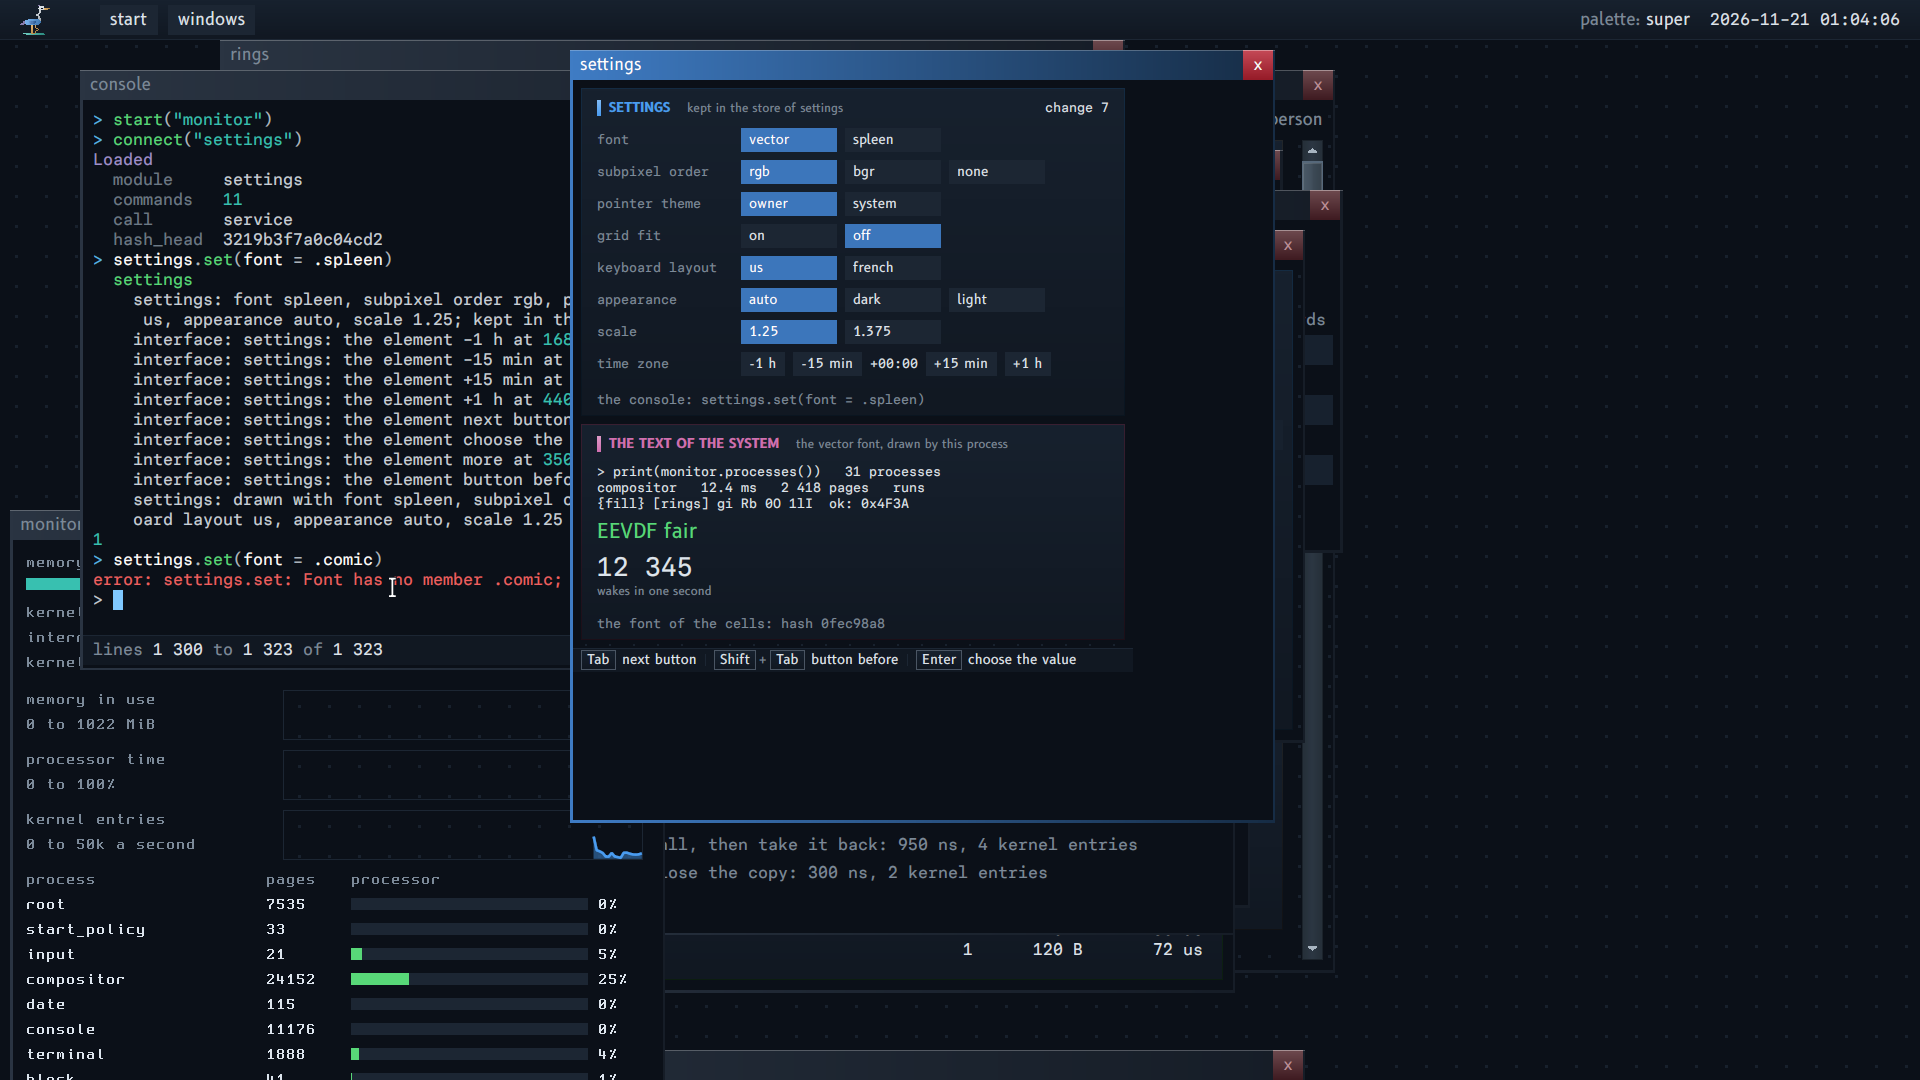 start windows palette: super 2026-11-21 01:04:06
rings
console
> start("monitor")
> connect("settings")
Loaded
module settings
commands 11
call service
hash_head 3219b3f7a0c04cd2
> settings.set(font = .spleen)
settings
settings: font spleen, subpixel order rgb, p
us, appearance auto, scale 1.25; kept in th
interface: settings: the element -1 h at 168
interface: settings: the element -15 min at
interface: settings: the element +15 min at
interface: settings: the element +1 h at 440
interface: settings: the element next button
interface: settings: the element choose the
interface: settings: the element more at 350
interface: settings: the element button befo
settings: drawn with font spleen, subpixel o
oard layout us, appearance auto, scale 1.25
1
> settings.set(font = .comic)
error: settings.set: Font has no member .comic;
>
lines 1 300 to 1 323 of 1 323
settings x
SETTINGS kept in the store of settings change 7
font vector spleen
subpixel order rgb bgr none
pointer theme owner system
grid fit on off
keyboard layout us french
appearance auto dark light
scale 1.25 1.375
time zone -1 h -15 min +00:00 +15 min +1 h
the console: settings.set(font = .spleen)
THE TEXT OF THE SYSTEM the vector font, drawn by this process
> print(monitor.processes()) 31 processes
compositor 12.4 ms 2 418 pages runs
{fill} [rings] gi Rb 0O 1lI ok: 0x4F3A
EEVDF fair
12 345
wakes in one second
the font of the cells: hash 0fec98a8
Tab next button Shift + Tab button before Enter choose the value
x
person
x
x
ds
monitor
memory
kernel
inter
kernel
memory in use
0 to 1022 MiB
processor time
0 to 100%
kernel entries
0 to 50k a second
process pages processor
root 7535 0%
start_policy 33 0%
input 21 5%
compositor 24152 25%
date 115 0%
console 11176 0%
terminal 1888 4%
block 41 1%
all, then take it back: 950 ns, 4 kernel entries
lose the copy: 300 ns, 2 kernel entries
1 120 B 72 us
x